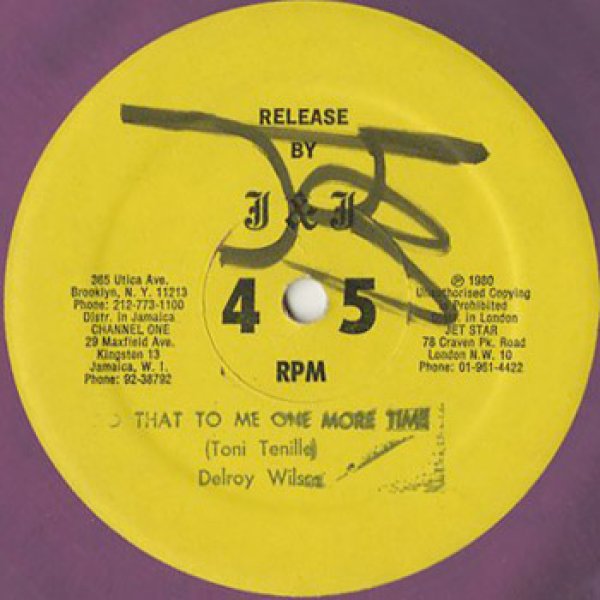 RELEASE
BY
J & J
365 Utica Ave.
Brooklyn, N. Y. 11213
Phone: 212-773-1100
Distr. in Jamaica
CHANNEL ONE
29 Maxfield Ave.
Kingston 13
Jamaica, W. I.
Phone: 92-38792
4 5
RPM
℗ 1980
Unauthorised Copying
Prohibited
Distr. in London
JET STAR
78 Craven Pk. Road
London N.W. 10
Phone: 01-961-4422
O THAT TO ME ONE MORE TIME
(Toni Tenille)
Delroy Wilson